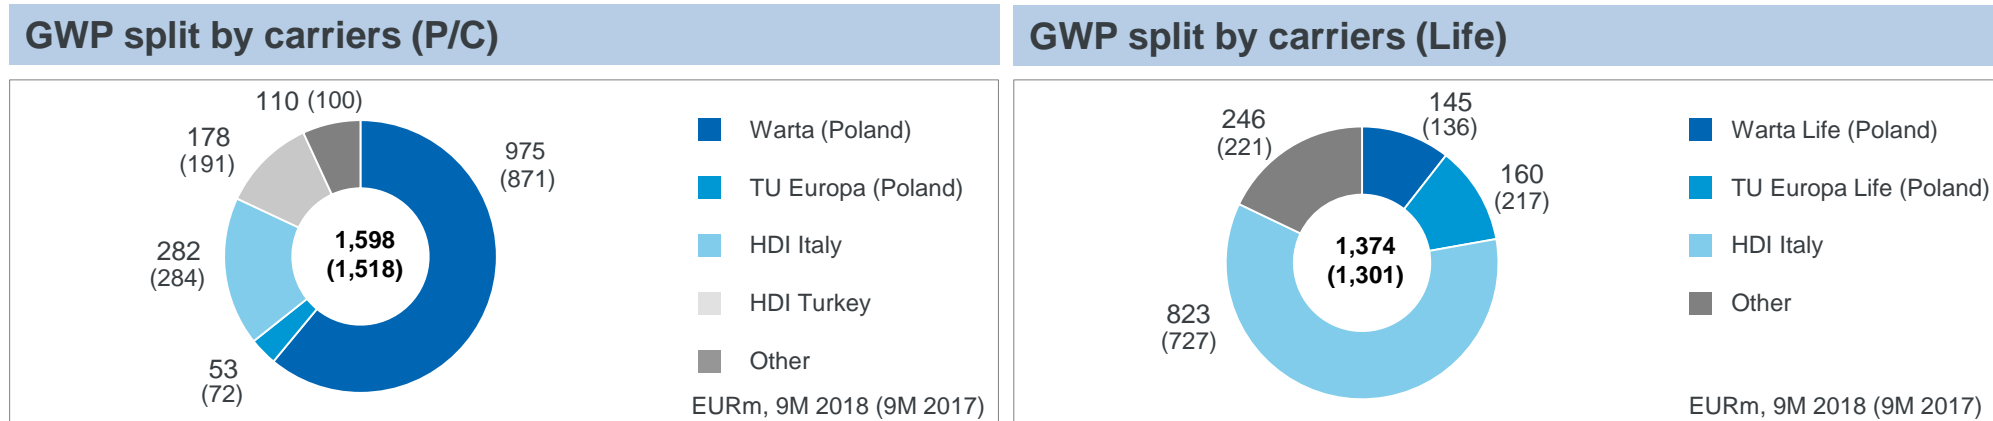 GWP split by carriers (P/C)
110 (100)
178
(191)
975
(871)
282
(284)
1,598
(1,518)
53
(72)
Warta (Poland)
TU Europa (Poland)
HDI Italy
HDI Turkey
Other
EURm, 9M 2018 (9M 2017)
GWP split by carriers (Life)
145
(136)
246
(221)
160
(217)
1,374
(1,301)
823
(727)
Warta Life (Poland)
TU Europa Life (Poland)
HDI Italy
Other
EURm, 9M 2018 (9M 2017)